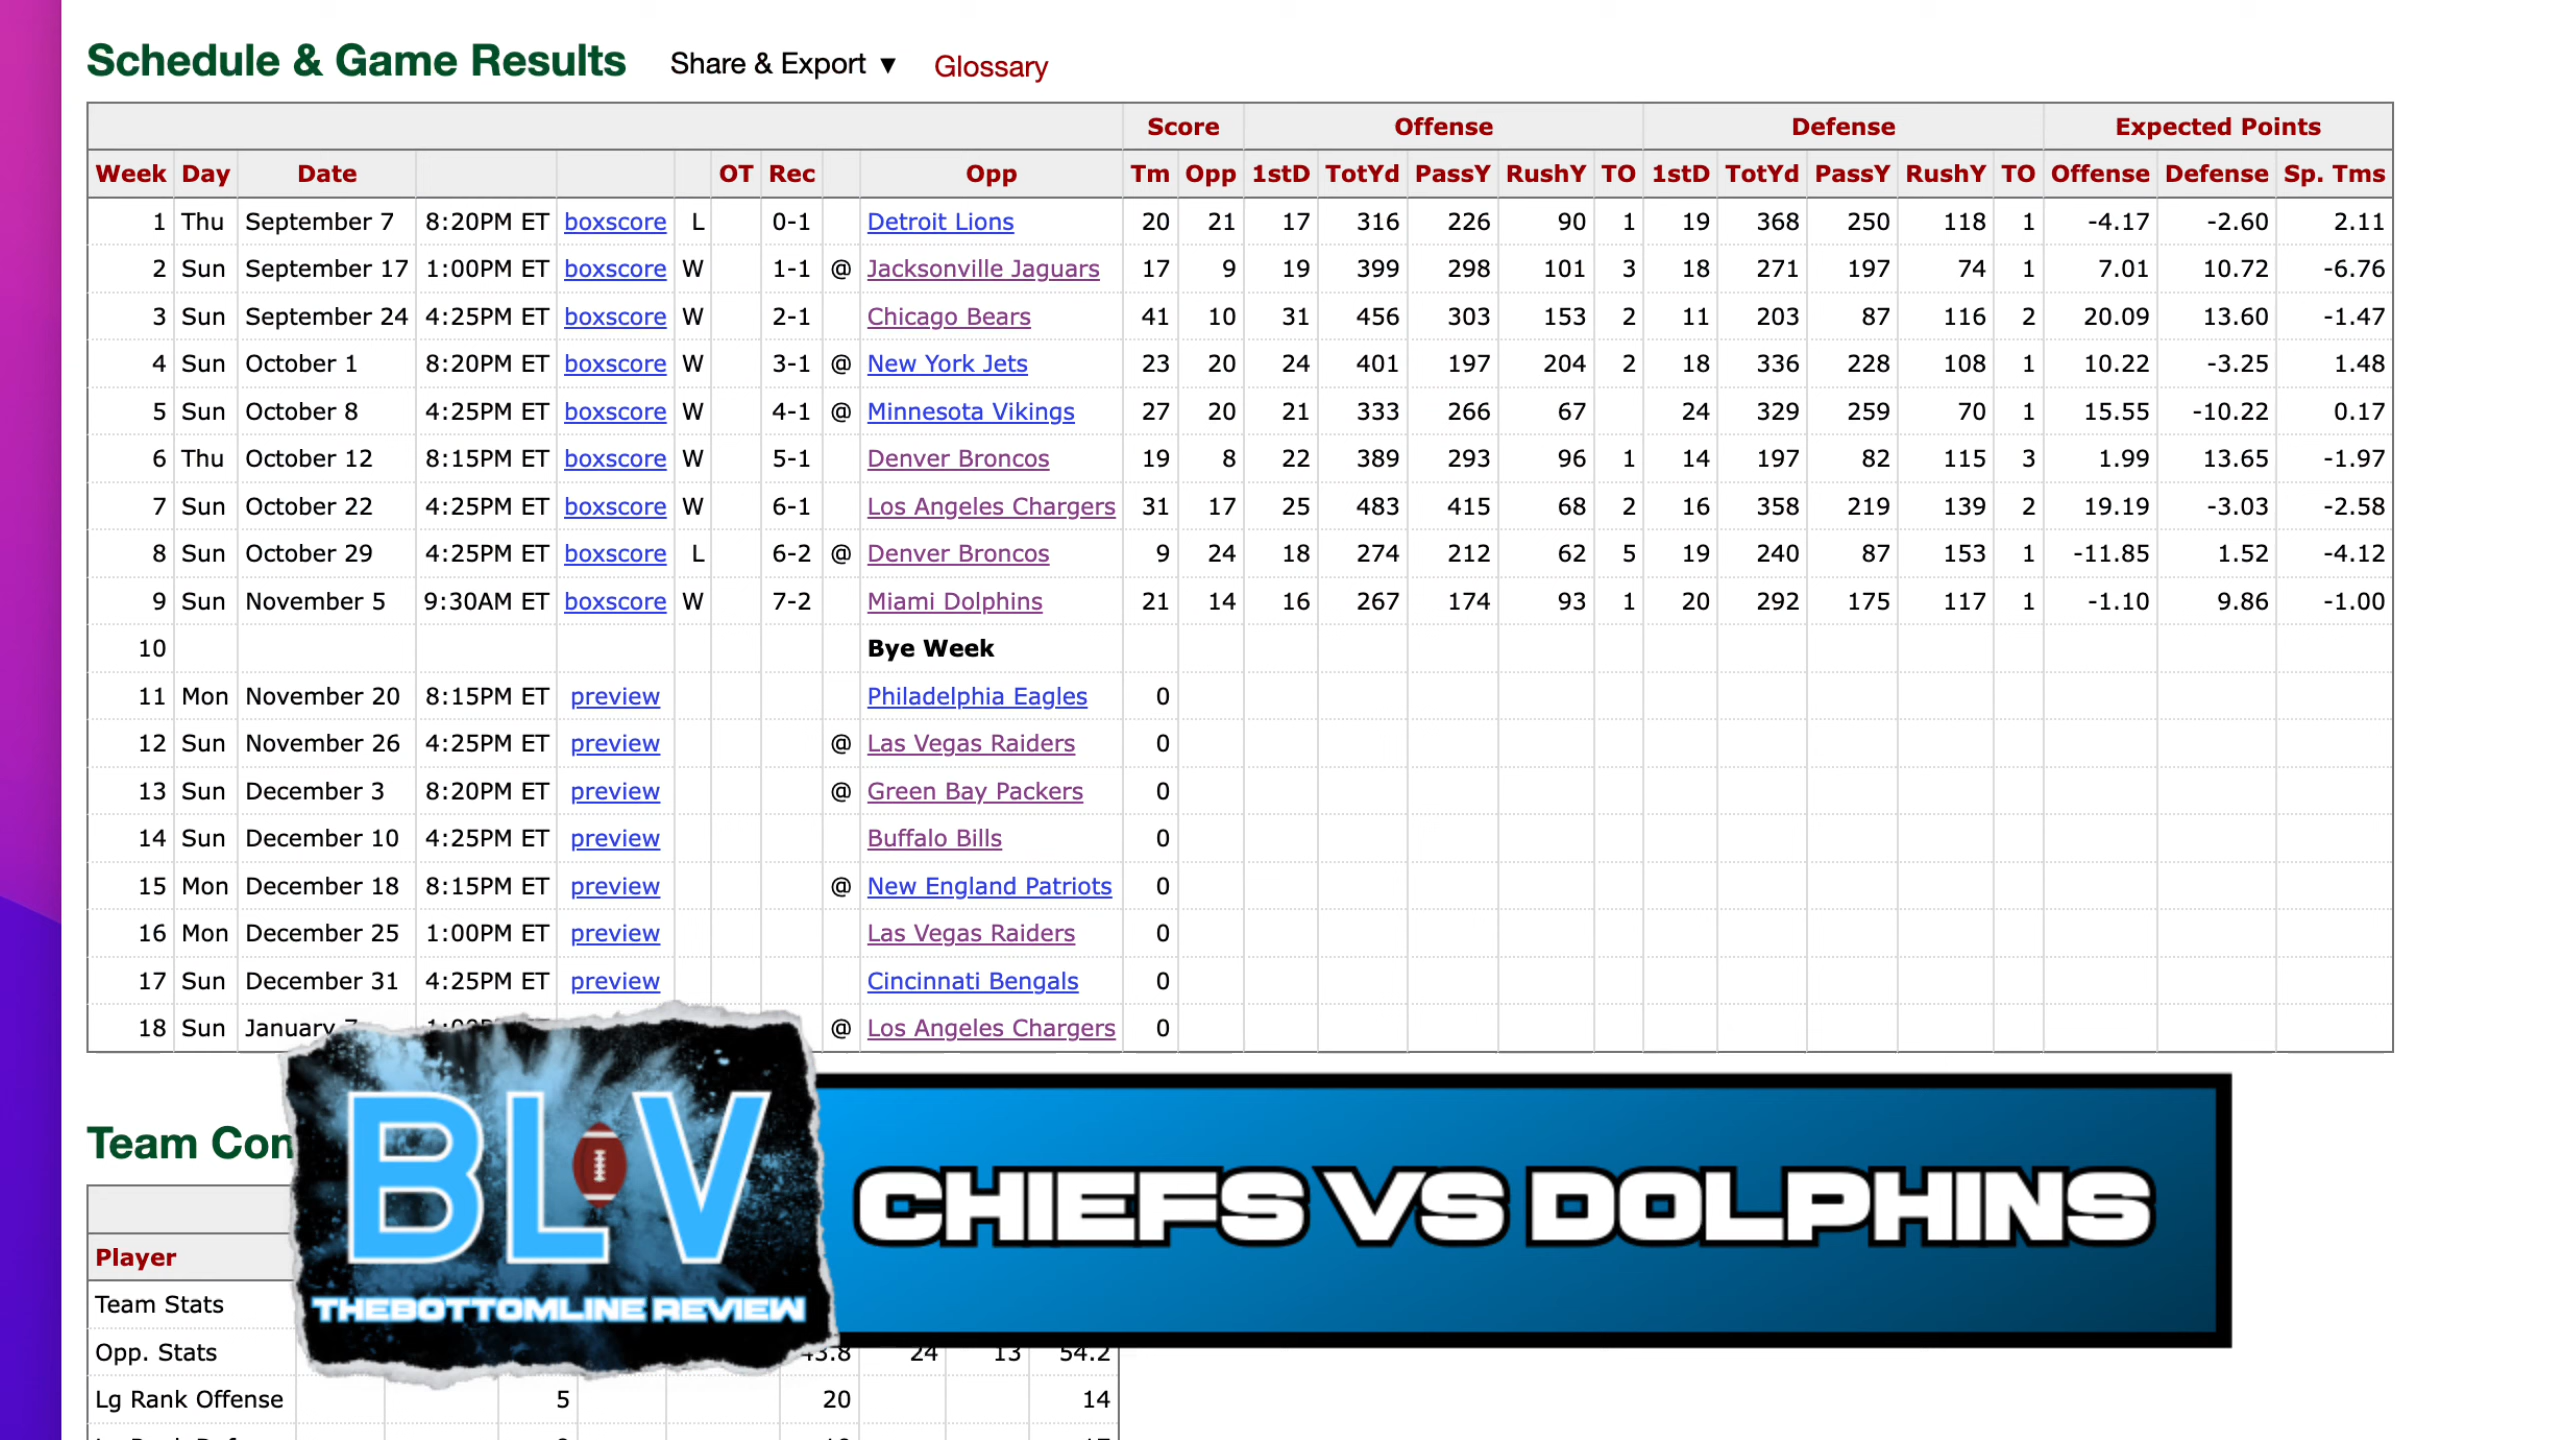 Schedule & Game Results Share & Export ▼ Glossary
Score Offense Defense Expected Points
Week Day Date OT Rec Opp Tm Opp 1stD TotYd PassY RushY TO 1stD TotYd PassY RushY TO Offense Defense Sp. Tms
1 Thu September 7 8:20PM ET boxscore L 0-1 Detroit Lions 20 21 17 316 226 90 1 19 368 250 118 1 -4.17 -2.60 2.11
2 Sun September 17 1:00PM ET boxscore W 1-1 @ Jacksonville Jaguars 17 9 19 399 298 101 3 18 271 197 74 1 7.01 10.72 -6.76
3 Sun September 24 4:25PM ET boxscore W 2-1 Chicago Bears 41 10 31 456 303 153 2 11 203 87 116 2 20.09 13.60 -1.47
4 Sun October 1 8:20PM ET boxscore W 3-1 @ New York Jets 23 20 24 401 197 204 2 18 336 228 108 1 10.22 -3.25 1.48
5 Sun October 8 4:25PM ET boxscore W 4-1 @ Minnesota Vikings 27 20 21 333 266 67 24 329 259 70 1 15.55 -10.22 0.17
6 Thu October 12 8:15PM ET boxscore W 5-1 Denver Broncos 19 8 22 389 293 96 1 14 197 82 115 3 1.99 13.65 -1.97
7 Sun October 22 4:25PM ET boxscore W 6-1 Los Angeles Chargers 31 17 25 483 415 68 2 16 358 219 139 2 19.19 -3.03 -2.58
8 Sun October 29 4:25PM ET boxscore L 6-2 @ Denver Broncos 9 24 18 274 212 62 5 19 240 87 153 1 -11.85 1.52 -4.12
9 Sun November 5 9:30AM ET boxscore W 7-2 Miami Dolphins 21 14 16 267 174 93 1 20 292 175 117 1 -1.10 9.86 -1.00
10 Bye Week
11 Mon November 20 8:15PM ET preview Philadelphia Eagles 0
12 Sun November 26 4:25PM ET preview @ Las Vegas Raiders 0
13 Sun December 3 8:20PM ET preview @ Green Bay Packers 0
14 Sun December 10 4:25PM ET preview Buffalo Bills 0
15 Mon December 18 8:15PM ET preview @ New England Patriots 0
16 Mon December 25 1:00PM ET preview Las Vegas Raiders 0
17 Sun December 31 4:25PM ET preview Cincinnati Bengals 0
18 Sun January @ Los Angeles Chargers 0
Team Con
BLV
THEBOTTOMLINE REVIEW
CHIEFS VS DOLPHINS
Player
Team Stats
Opp. Stats 24 13 54.2
Lg Rank Offense 5 20 14